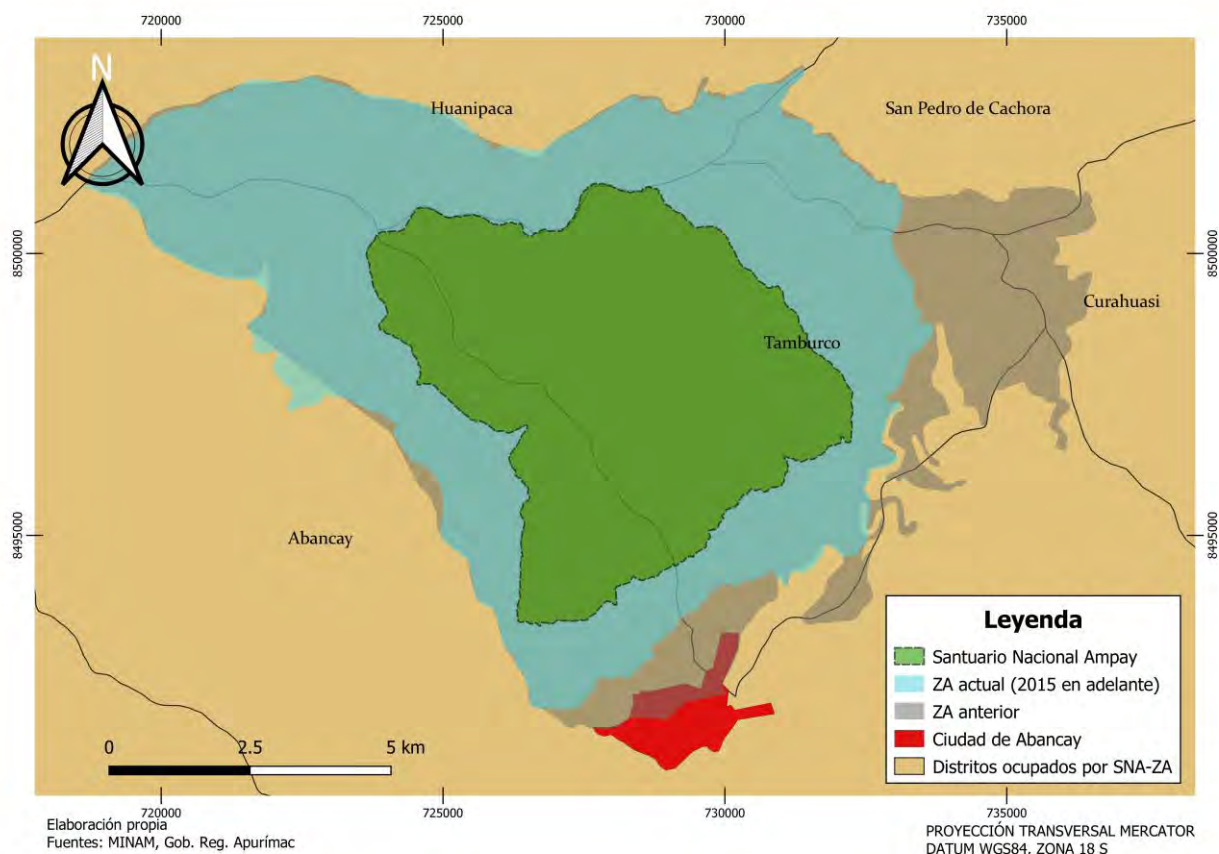 720000 725000 730000 735000
N
Huanipaca
San Pedro de Cachora
8500000
8500000
Curahuasi
Tamburco
8495000
8495000
Abancay
Leyenda
Santuario Nacional Ampay
ZA actual (2015 en adelante)
ZA anterior
Ciudad de Abancay
Distritos ocupados por SNA-ZA
0 2.5 5 km
720000 725000 730000 735000
Elaboración propia
Fuentes: MINAM, Gob. Reg. Apurímac
PROYECCIÓN TRANSVERSAL MERCATOR
DATUM WGS84, ZONA 18 S